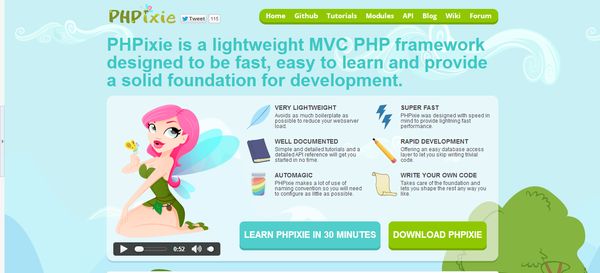 PHPixie Tweet 115 Home Github Tutorials Modules API Blog Wiki Forum
PHPixie is a lightweight MVC PHP framework
designed to be fast, easy to learn and provide
a solid foundation for development.
VERY LIGHTWEIGHT
Avoids as much boilerplate as
possible to reduce your webserver
load.
SUPER FAST
PHPixie was designed with speed in
mind to provide lightning fast
performance.
WELL DOCUMENTED
Simple and detailed tutorials and a
detailed API reference will get you
started in no time.
RAPID DEVELOPMENT
Offering an easy database access
layer to let you skip writing trivial
code.
AUTOMAGIC
PHPixie makes a lot of use of
naming convention so you will need
to configure as little as possible.
WRITE YOUR OWN CODE
Takes care of the foundation and
lets you shape the rest any way you
like.
0:52
LEARN PHPIXIE IN 30 MINUTES DOWNLOAD PHPIXIE